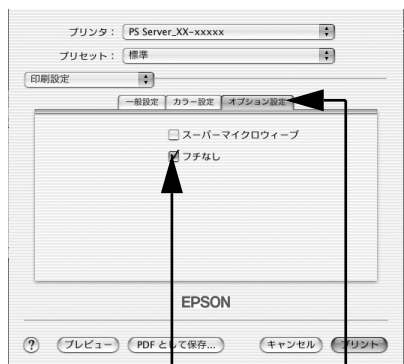 プリンタ： PS Server_XX-xxxxx
プリセット： 標準
印刷設定
一般設定 カラー設定 オプション設定
スーパーマイクロウィーブ
フチなし
EPSON
? プレビュー PDF として保存... キャンセル プリント